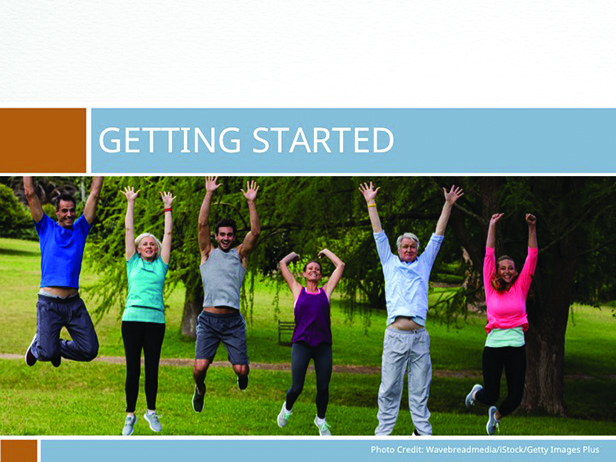 GETTING STARTED
Photo Credit: Wavebreadmedia/iStock/Getty Images Plus